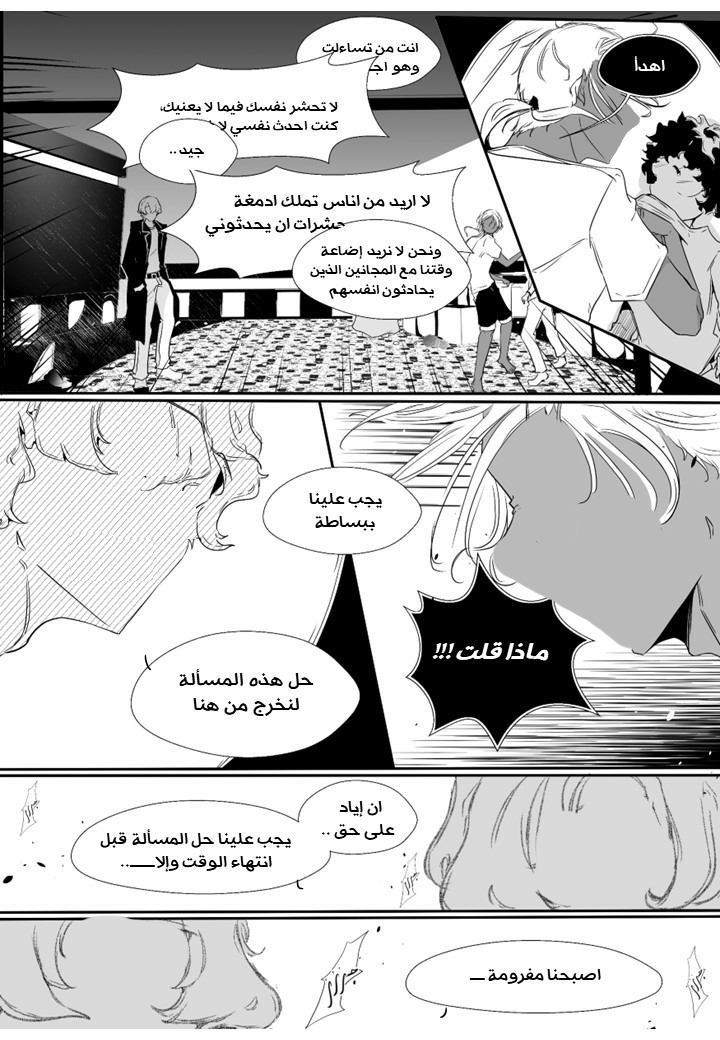 اهدأ
انت من تساءلت
وهو
لا تحشر نفسك فيما لا يعنيك،
كنت احدث نفسي لا
جيد ..
لا اريد من اناس تملك ادمغة
حشرات ان يحدثوني
ونحن لا نريد إضاعة
وقتنا مع المجانين الذين
يحادثون انفسهم
يجب علينا
ببساطة
ماذا قلت !!!
حل هذه المسألة
لنخرج من هنا
ان إياد
على حق ..
يجب علينا حل المسألة قبل
انتهاء الوقت وإلا ــــ..
اصبحنا مفرومة ـــ